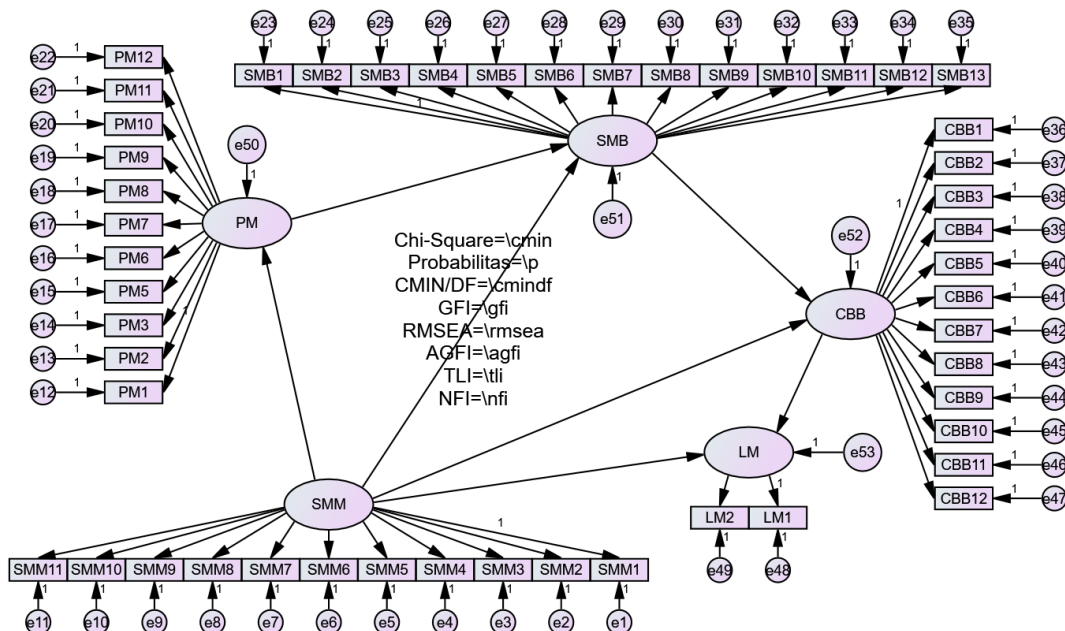 e23 e24 e25 e26 e27 e28 e29 e30 e31 e32 e33 e34 e35
1 1 1 1 1 1 1 1 1 1 1 1 1
SMB1 SMB2 SMB3 SMB4 SMB5 SMB6 SMB7 SMB8 SMB9 SMB10 SMB11 SMB12 SMB13
1
SMB
1
e51
e22 1 PM12
e21 1 PM11
e20 1 PM10
e19 1 PM9
e18 1 PM8
e17 1 PM7
e16 1 PM6
e15 1 PM5
e14 1 PM3
e13 1 PM2
e12 1 PM1
1
e50
1
PM
Chi-Square=\cmin
Probabilitas=\p
CMIN/DF=\cmindf
GFI=\gfi
RMSEA=\rmsea
AGFI=\agfi
TLI=\tli
NFI=\nfi
e52
1
CBB
1
CBB1 1 e36
CBB2 1 e37
CBB3 1 e38
CBB4 1 e39
CBB5 1 e40
CBB6 1 e41
CBB7 1 e42
CBB8 1 e43
CBB9 1 e44
CBB10 1 e45
CBB11 1 e46
CBB12 1 e47
LM 1 e53
1
LM2 LM1
1 1
e49 e48
SMM
1
SMM11 SMM10 SMM9 SMM8 SMM7 SMM6 SMM5 SMM4 SMM3 SMM2 SMM1
1 1 1 1 1 1 1 1 1 1 1
e11 e10 e9 e8 e7 e6 e5 e4 e3 e2 e1